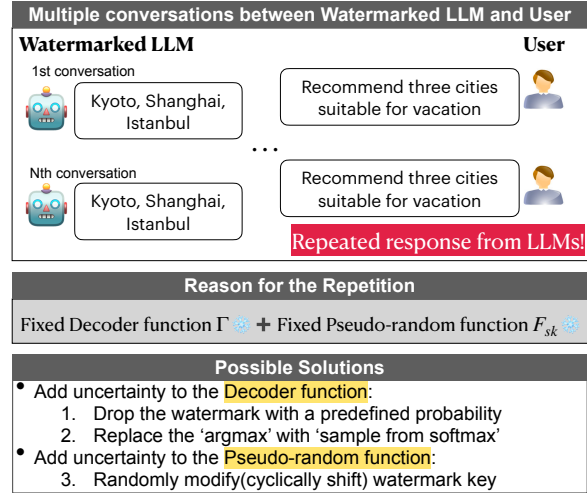 Multiple conversations between Watermarked LLM and User
Watermarked LLM
User
1st conversation
Kyoto, Shanghai,
Istanbul
Recommend three cities
suitable for vacation
...
Nth conversation
Kyoto, Shanghai,
Istanbul
Recommend three cities
suitable for vacation
Repeated response from LLMs!
Reason for the Repetition
Fixed Decoder function Γ ❄️ + Fixed Pseudo-random function F_sk ❄️
Possible Solutions
• Add uncertainty to the Decoder function:
1. Drop the watermark with a predefined probability
2. Replace the ‘argmax’ with ‘sample from softmax’
• Add uncertainty to the Pseudo-random function:
3. Randomly modify(cyclically shift) watermark key